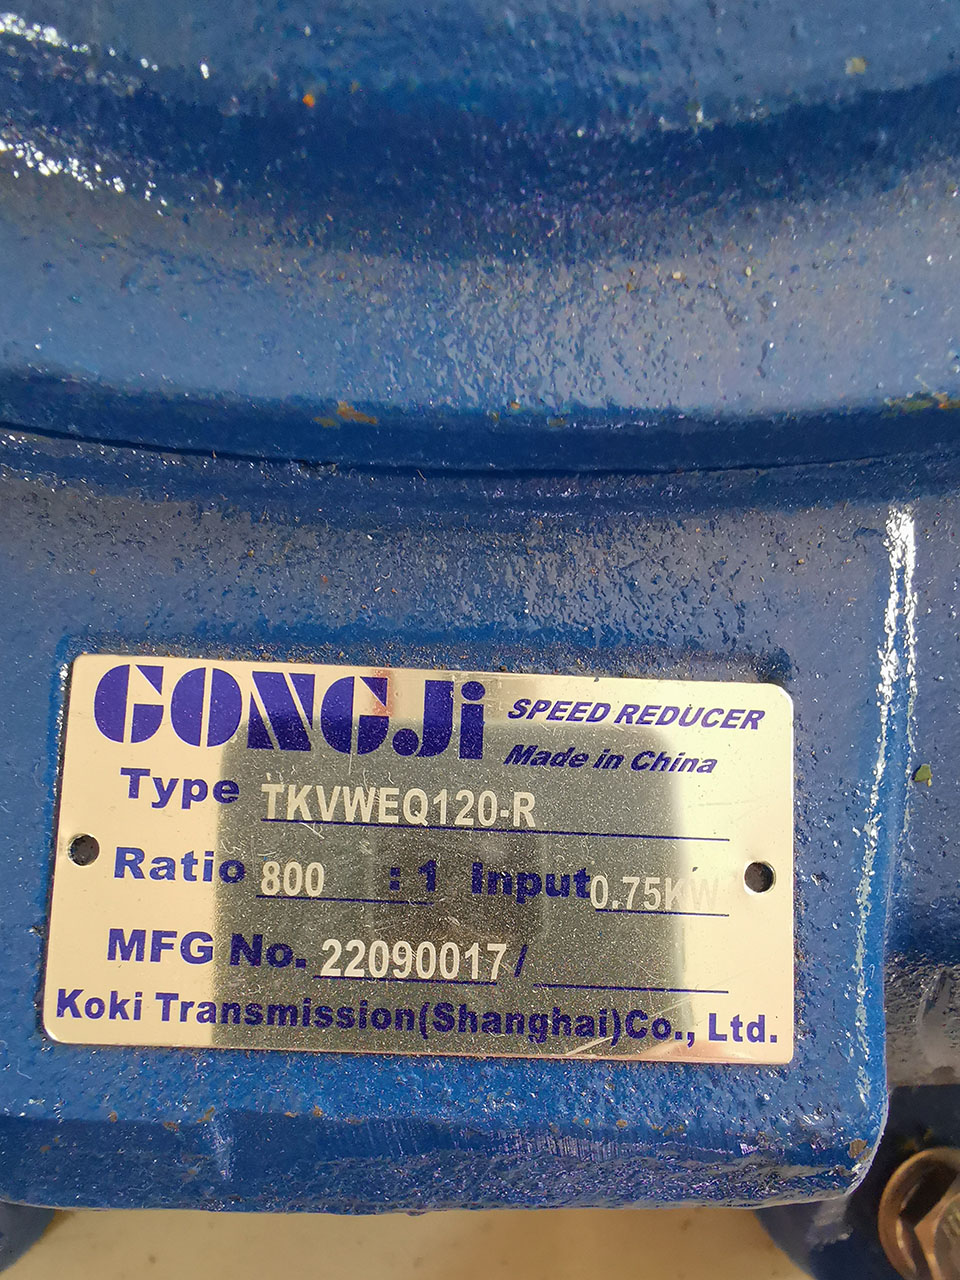 GONGJi SPEED REDUCER
Made in China
Type TKVWEQ120-R
Ratio 800 : 1 Input 0.75KW
MFG No. 22090017 /
Koki Transmission(Shanghai)Co., Ltd.